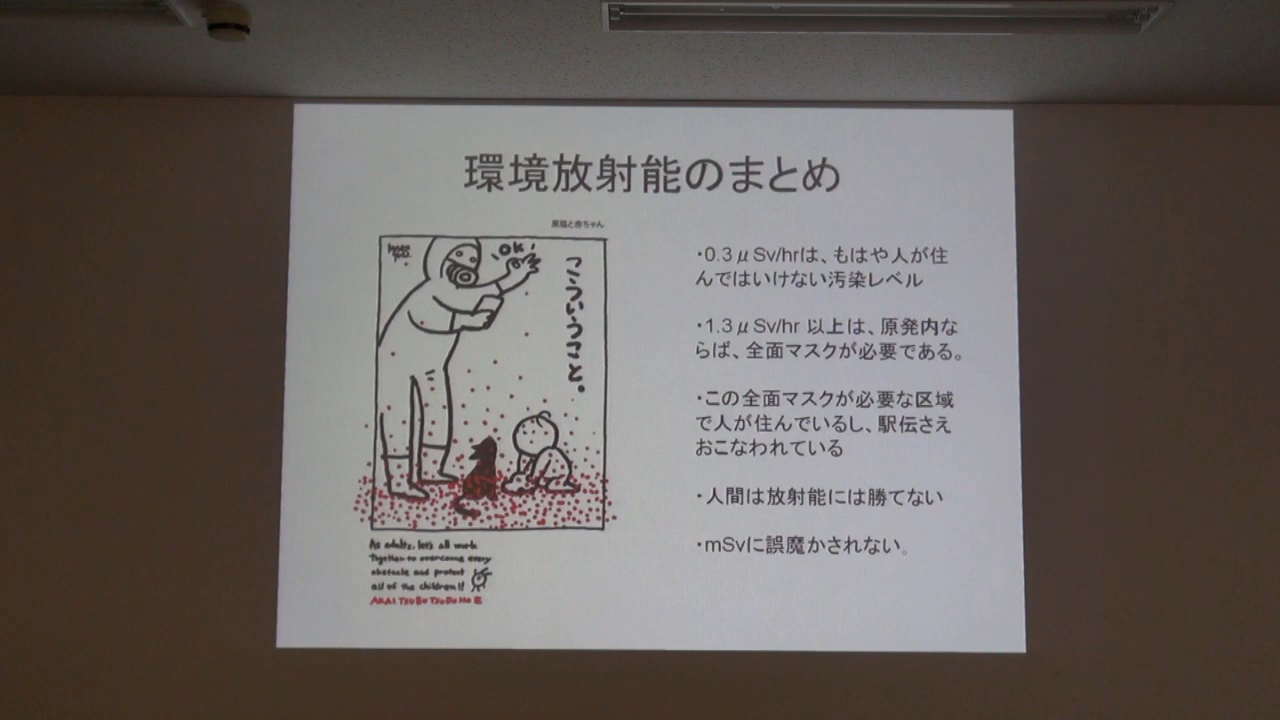 環境放射能のまとめ
黒猫と赤ちゃん
OK!
こういうこと。
・0.3μSv/hrは、もはや人が住
んではいけない汚染レベル
・1.3μSv/hr 以上は、原発内な
らば、全面マスクが必要である。
・この全面マスクが必要な区域
で人が住んでいるし、駅伝さえ
おこなわれている
・人間は放射能には勝てない
・mSvに誤魔かされない。
As adults, let's all work
Together to overcome every
obstacle and protect
all of the children!!
AKAI TSUBU TSUBU NO E